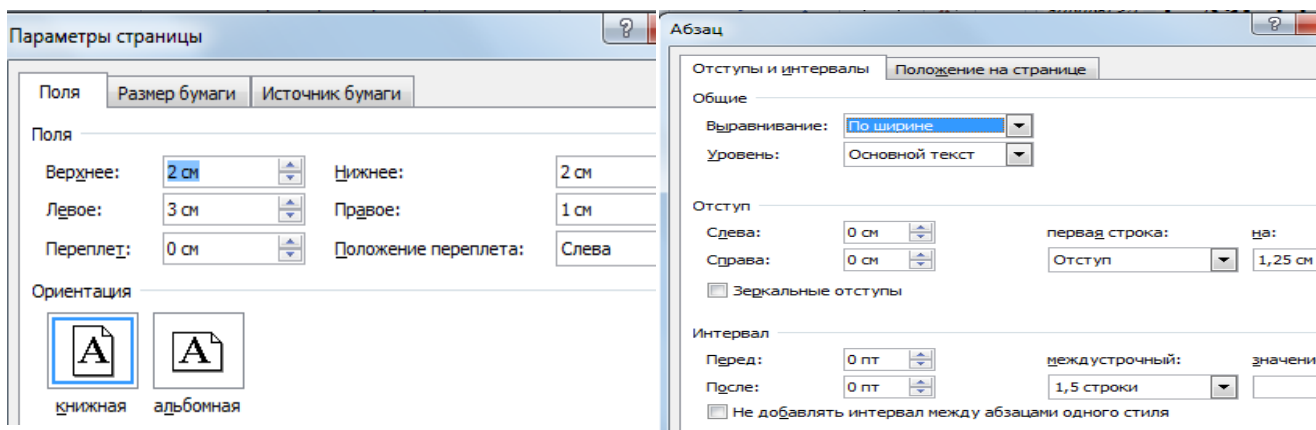 Параметры страницы
Поля Размер бумаги Источник бумаги
Поля
Верхнее: 2 см Нижнее: 2 см
Левое: 3 см Правое: 1 см
Переплет: 0 см Положение переплета: Слева
Ориентация
A A
книжная альбомная
Абзац
Отступы и интервалы Положение на странице
Общие
Выравнивание: По ширине
Уровень: Основной текст
Отступ
Слева: 0 см первая строка: на:
Справа: 0 см Отступ 1,25 см
Зеркальные отступы
Интервал
Перед: 0 пт междустрочный: значени
После: 0 пт 1,5 строки
Не добавлять интервал между абзацами одного стиля